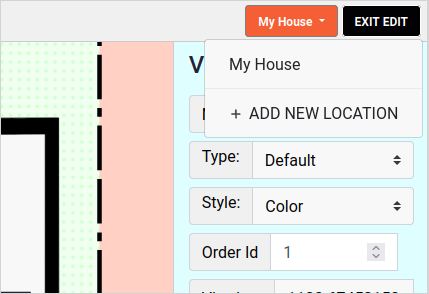 My House
EXIT EDIT
My House
+ ADD NEW LOCATION
Type:
Default
Style:
Color
Order Id
1